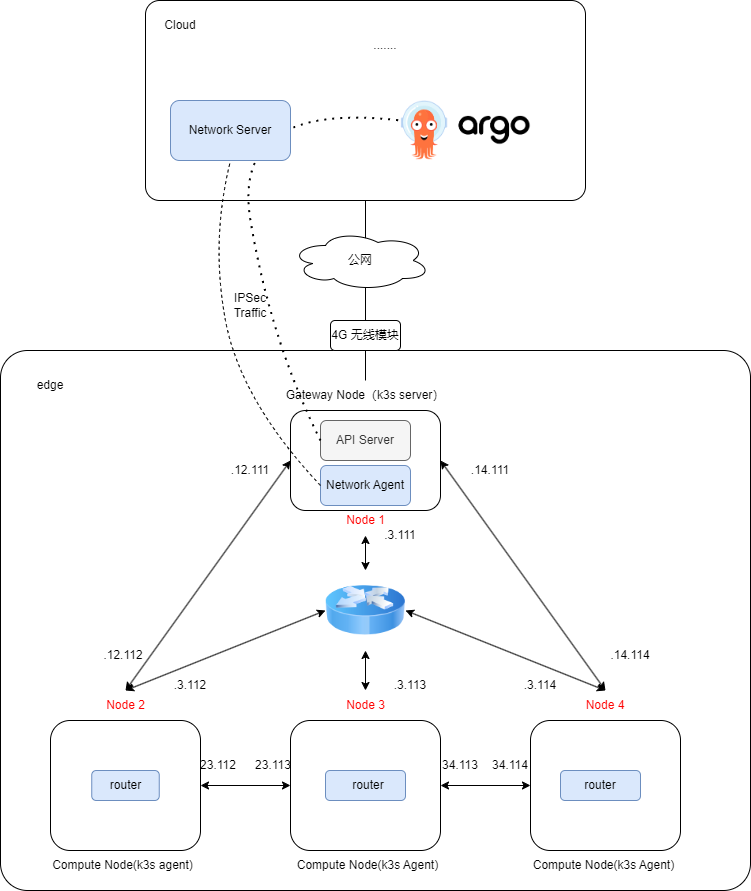 Cloud
.......
Network Server
argo
公网
IPSec
Traffic
4G 无线模块
edge
Gateway Node（k3s server）
API Server
.12.111
.14.111
Network Agent
Node 1
.3.111
.12.112
.14.114
.3.112
.3.113
.3.114
Node 2
Node 3
Node 4
23.112
23.113
34.113
34.114
router
router
router
Compute Node(k3s agent)
Compute Node(k3s Agent)
Compute Node(k3s Agent)